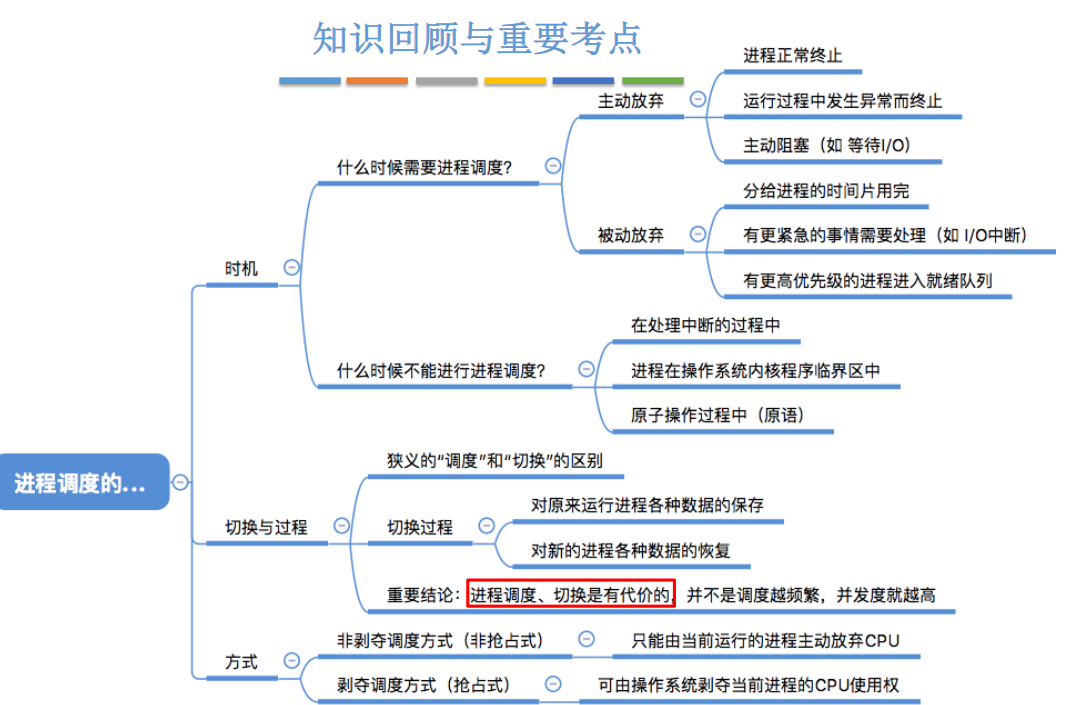 知识回顾与重要考点
进程正常终止
主动放弃
运行过程中发生异常而终止
主动阻塞（如 等待I/O）
什么时候需要进程调度?
分给进程的时间片用完
被动放弃
有更紧急的事情需要处理（如 I/O中断）
有更高优先级的进程进入就绪队列
时机
在处理中断的过程中
什么时候不能进行进程调度?
进程在操作系统内核程序临界区中
原子操作过程中（原语）
进程调度的...
狭义的“调度”和“切换”的区别
对原来运行进程各种数据的保存
切换与过程
切换过程
对新的进程各种数据的恢复
重要结论：进程调度、切换是有代价的，并不是调度越频繁，并发度就越高
非剥夺调度方式（非抢占式）
只能由当前运行的进程主动放弃CPU
方式
剥夺调度方式（抢占式）
可由操作系统剥夺当前进程的CPU使用权